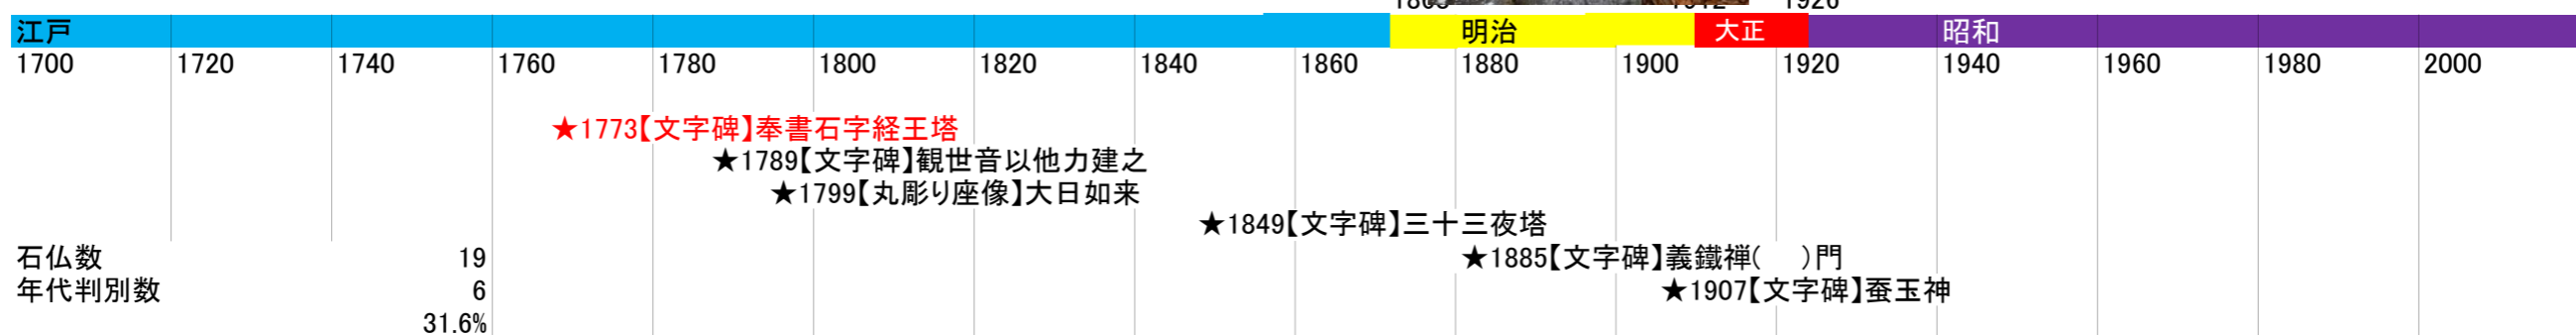 1926
江戸 明治 大正 昭和
1700 1720 1740 1760 1780 1800 1820 1840 1860 1880 1900 1920 1940 1960 1980 2000
★1773【文字碑】奉書石字経王塔
★1789【文字碑】観世音以他力建之
★1799【丸彫り座像】大日如来
★1849【文字碑】三十三夜塔
石仏数 19 ★1885【文字碑】義鐵禅(　)門
年代判別数 6 ★1907【文字碑】蚕玉神
31.6%